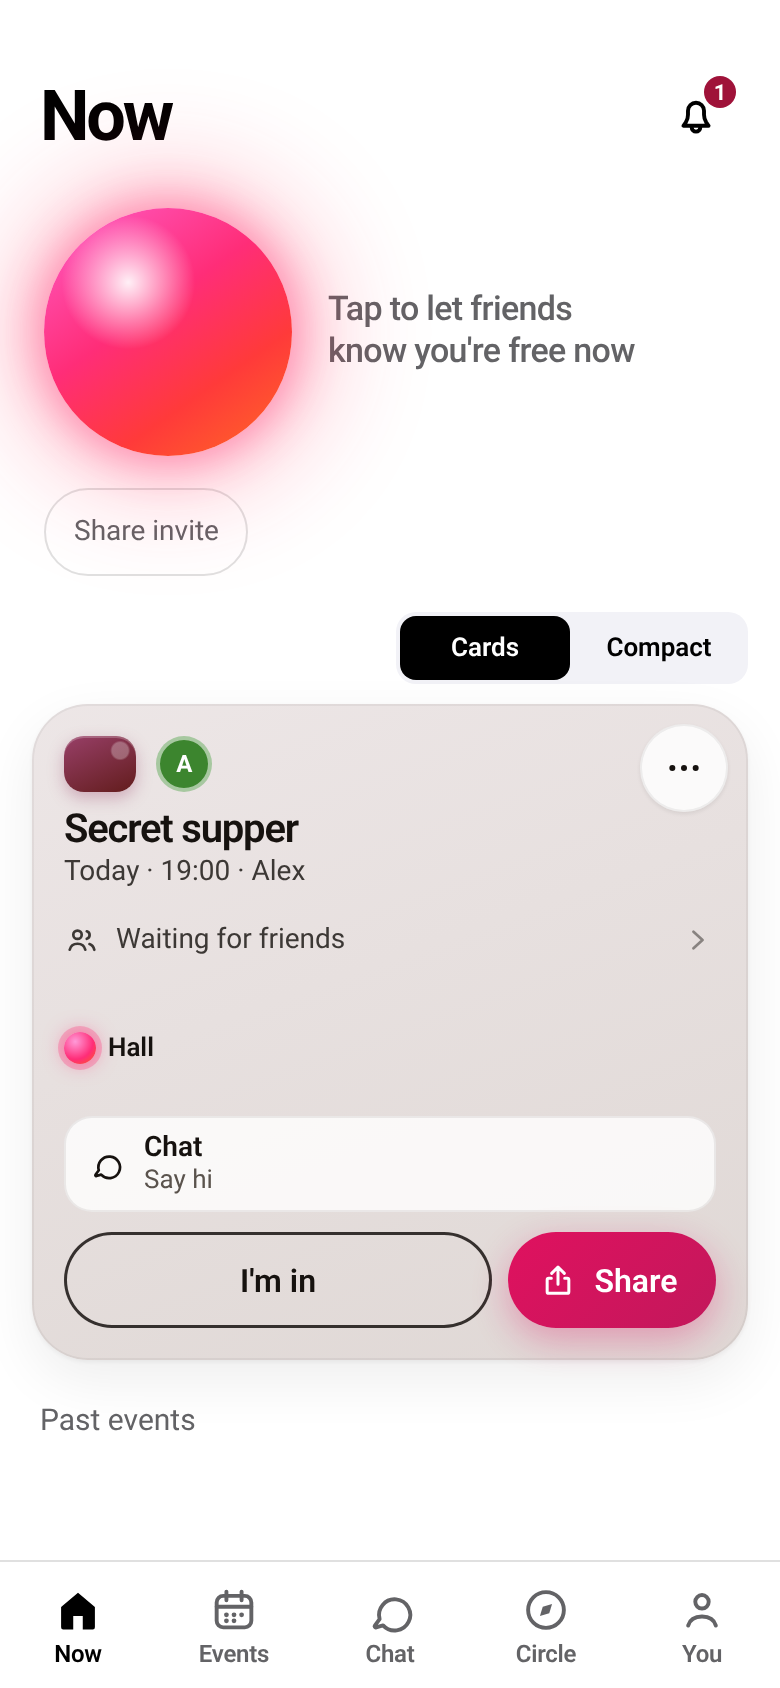 Now
1
Tap to let friends
know you're free now
Share invite
Cards
Compact
A
Secret supper
Today · 19:00 · Alex
Waiting for friends
Hall
Chat
Say hi
I'm in
Share
Past events
Now
Events
Chat
Circle
You